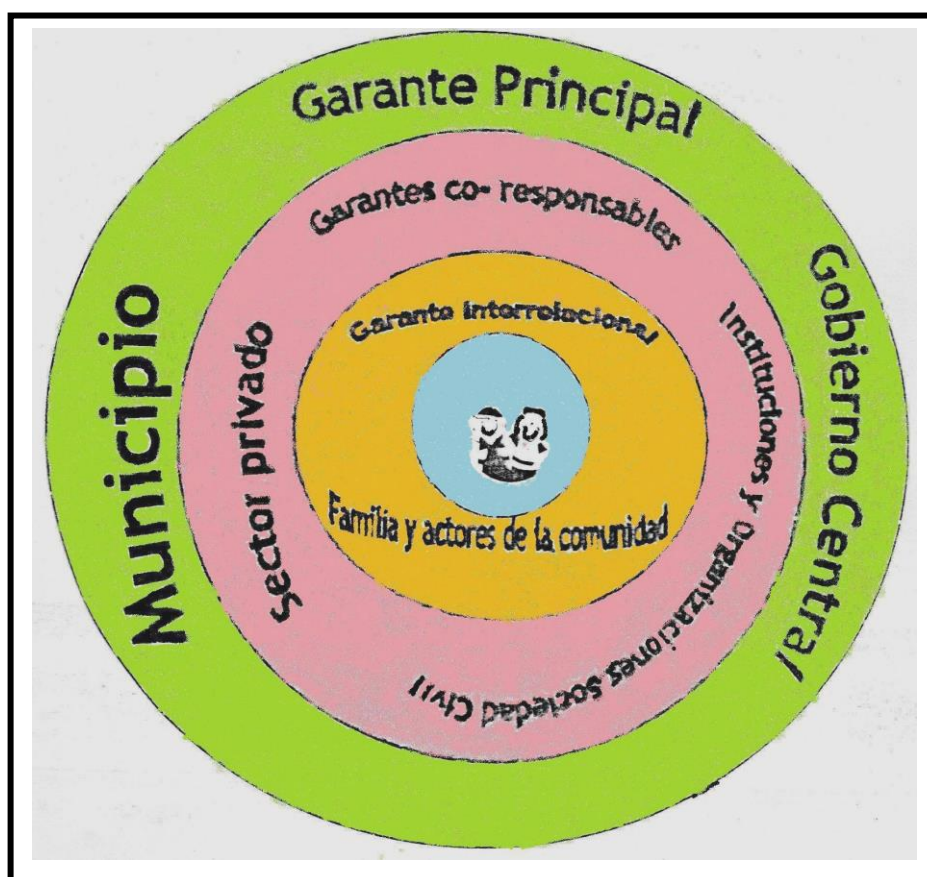 Garante Principal
Municipio
Gobierno Central
Garantes co- responsables
Sector privado
Instituciones y Organizaciones Sociedad Civil
Garante Interrelacional
Familia y actores de la comunidad